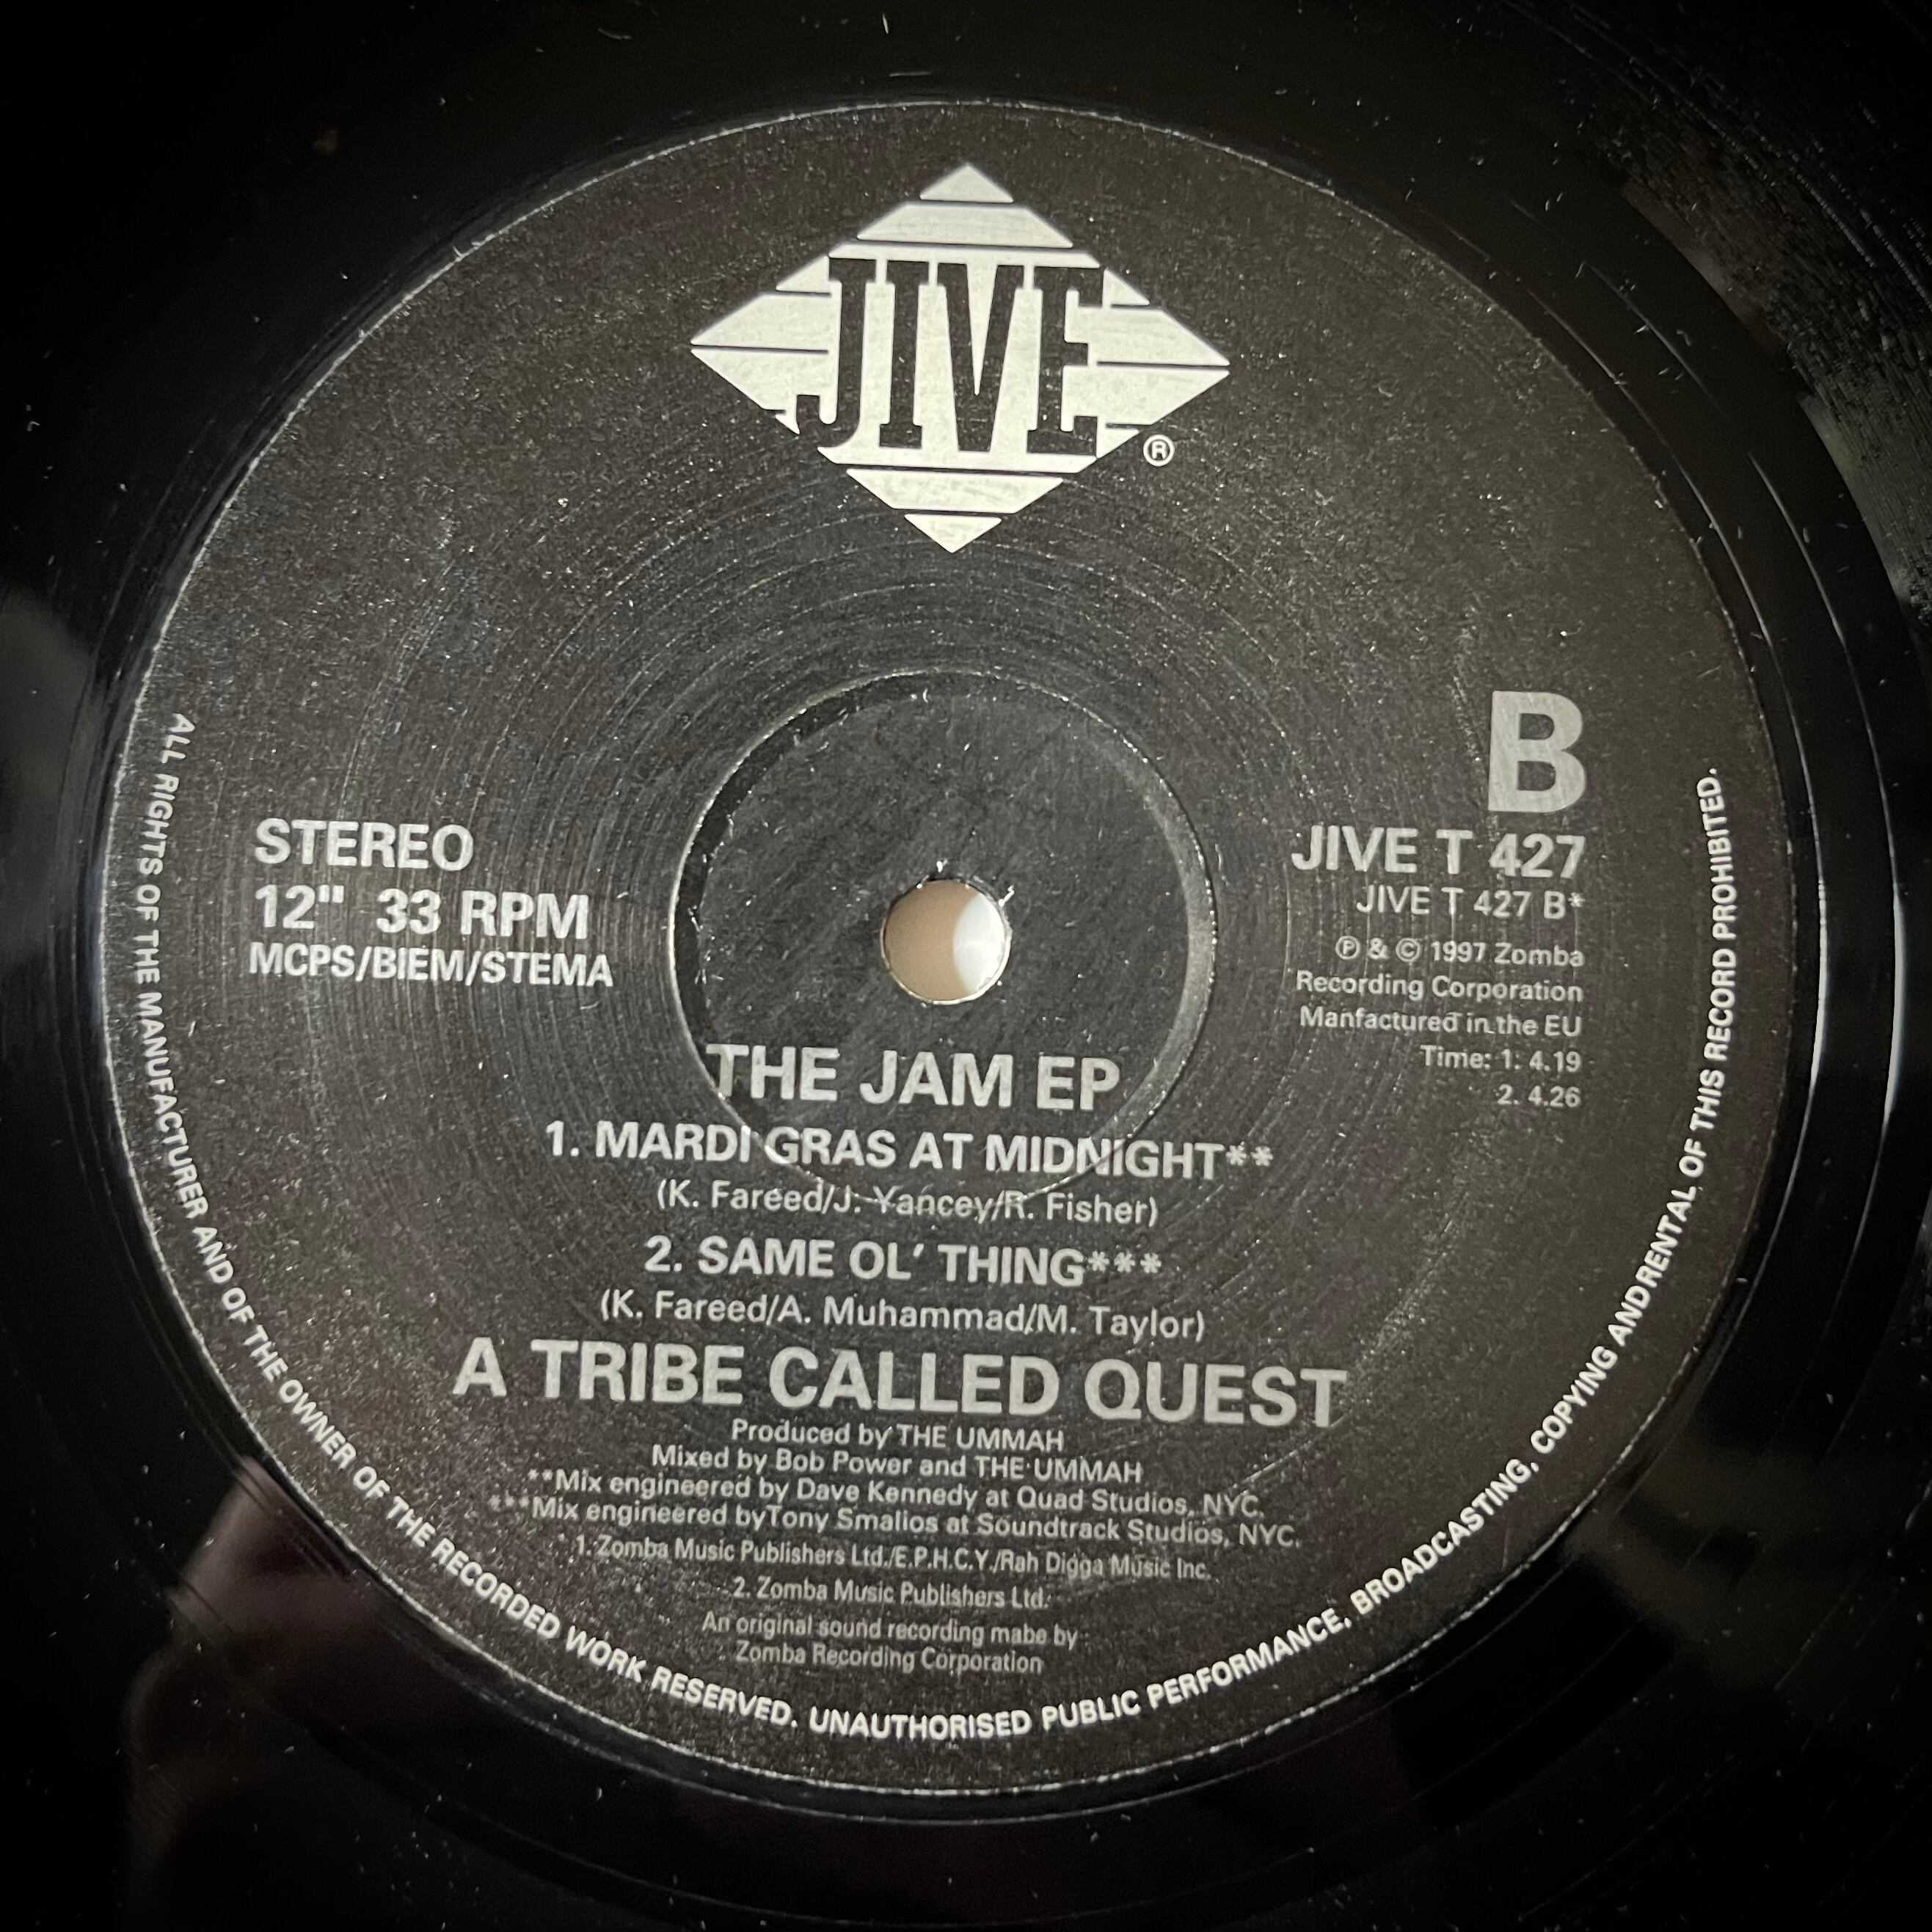 JIVE
®
B
JIVE T 427
JIVE T 427 B*
℗ & © 1997 Zomba
Recording Corporation
Manfactured in the EU
Time: 1. 4.19
2. 4.26
STEREO
12" 33 RPM
MCPS/BIEM/STEMA
THE JAM EP
1. MARDI GRAS AT MIDNIGHT**
(K. Fareed/J. Yancey/R. Fisher)
2. SAME OL' THING***
(K. Fareed/A. Muhammad/M. Taylor)
A TRIBE CALLED QUEST
Produced by THE UMMAH
Mixed by Bob Power and THE UMMAH
**Mix engineered by Dave Kennedy at Quad Studios, NYC.
***Mix engineered byTony Smalios at Soundtrack Studios, NYC.
1. Zomba Music Publishers Ltd./E.P.H.C.Y./Rah Digga Music Inc.
2. Zomba Music Publishers Ltd.
An original sound recording mabe by
Zomba Recording Corporation
ALL RIGHTS OF THE MANUFACTURER AND OF THE OWNER OF THE RECORDED WORK RESERVED. UNAUTHORISED PUBLIC PERFORMANCE, BROADCASTING, COPYING ANDRENTAL OF THIS RECORD PROHIBITED.